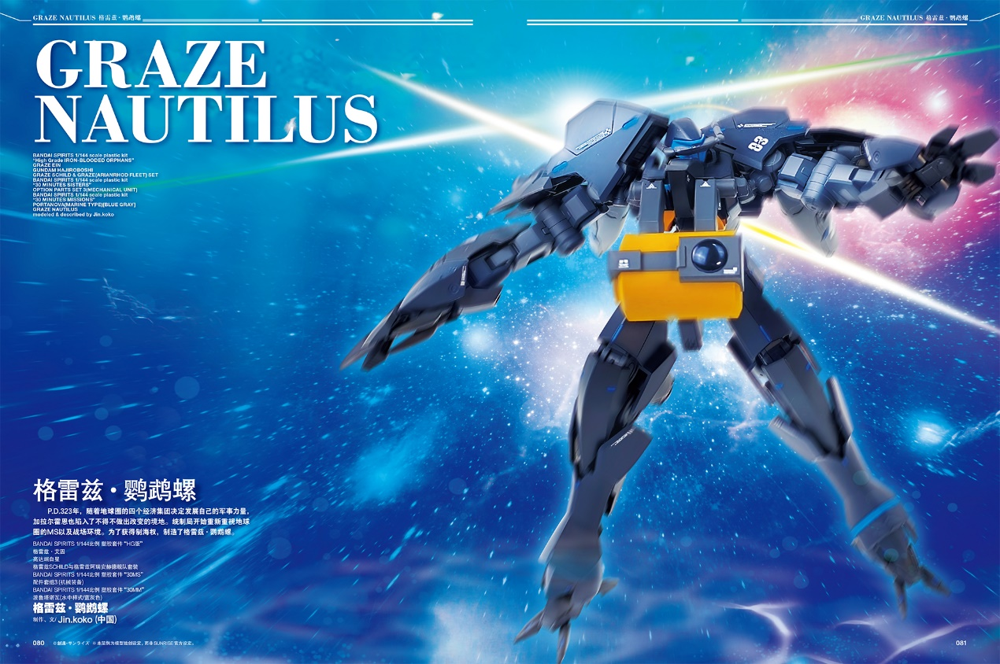 GRAZE NAUTILUS 格雷兹·鹦鹉螺
GRAZE NAUTILUS 格雷兹·鹦鹉螺
GRAZE
NAUTILUS
BANDAI SPIRITS 1/144 scale plastic kit
"High Grade IRON-BLOODED ORPHANS"
GRAZE EIN
GUNDAM HAJIROBOSHI
GRAZE SCHILD & GRAZE(ARIANRHOD FLEET) SET
BANDAI SPIRITS 1/144 scale plastic kit
"30 MINUTES SISTERS"
OPTION PARTS SET 3(MECHANICAL UNIT)
BANDAI SPIRITS 1/144 scale plastic kit
"30 MINUTES MISSIONS"
PORTANOVA(MARINE TYPE)[BLUE GRAY]
GRAZE NAUTILUS
modeled & described by Jin.koko
23
格雷兹·鹦鹉螺
P.D.323年，随着地球圈的四个经济集团决定发展自己的军事力量，
加拉尔霍恩也陷入了不得不做出改变的境地。统制局开始重新重视地球
圈的MS以及战场环境。为了获得制海权，制造了格雷兹·鹦鹉螺。
BANDAI SPIRITS 1/144比例 塑胶套件 "HG版"
格雷兹·艾因
高达端白星
格雷兹SCHILD与格雷兹阿瑞安赫德舰队套装
BANDAI SPIRITS 1/144比例 塑胶套件 "30MS"
配件套组3 (机械装备)
BANDAI SPIRITS 1/144比例 塑胶套件 "30MM"
波鲁塔诺瓦(水中样式/蓝灰色)
格雷兹·鹦鹉螺
制作、文/ Jin.koko (中国)
080 ©創通・サンライズ ※本范例为模型独创设定，而非SUNRISE官方设定。
081